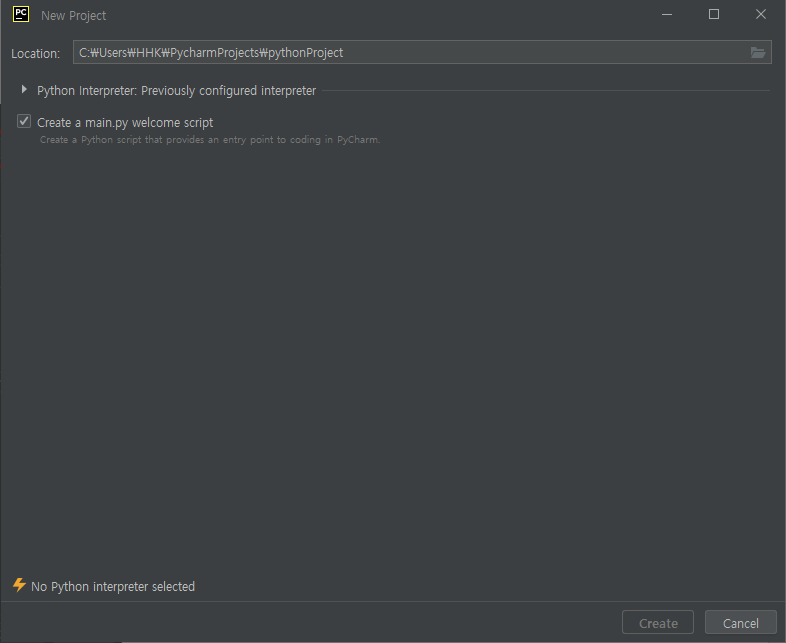 PC New Project
Location: C:₩Users₩HHK₩PycharmProjects₩pythonProject
Python Interpreter: Previously configured interpreter
Create a main.py welcome script
Create a Python script that provides an entry point to coding in PyCharm.
No Python interpreter selected
Create Cancel